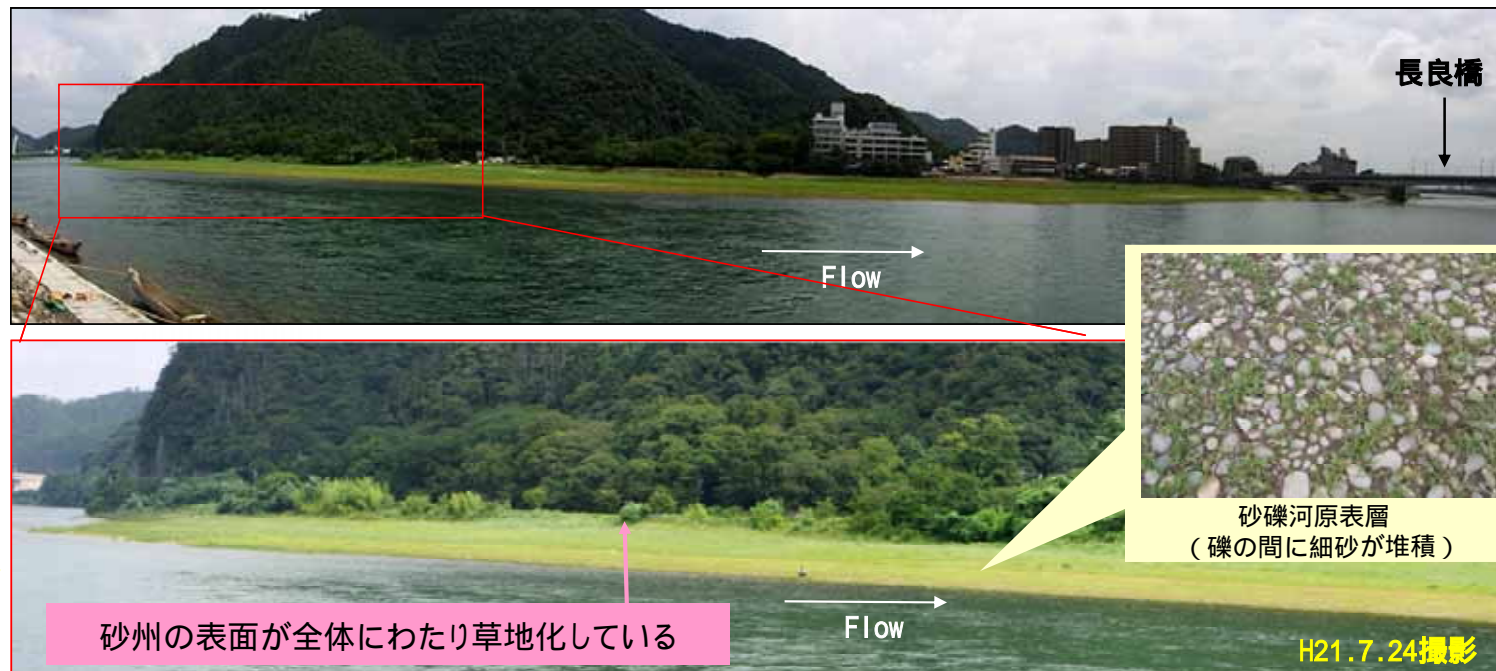 長良橋
Flow
砂礫河原表層
（礫の間に細砂が堆積）
砂州の表面が全体にわたり草地化している
Flow
H21.7.24撮影